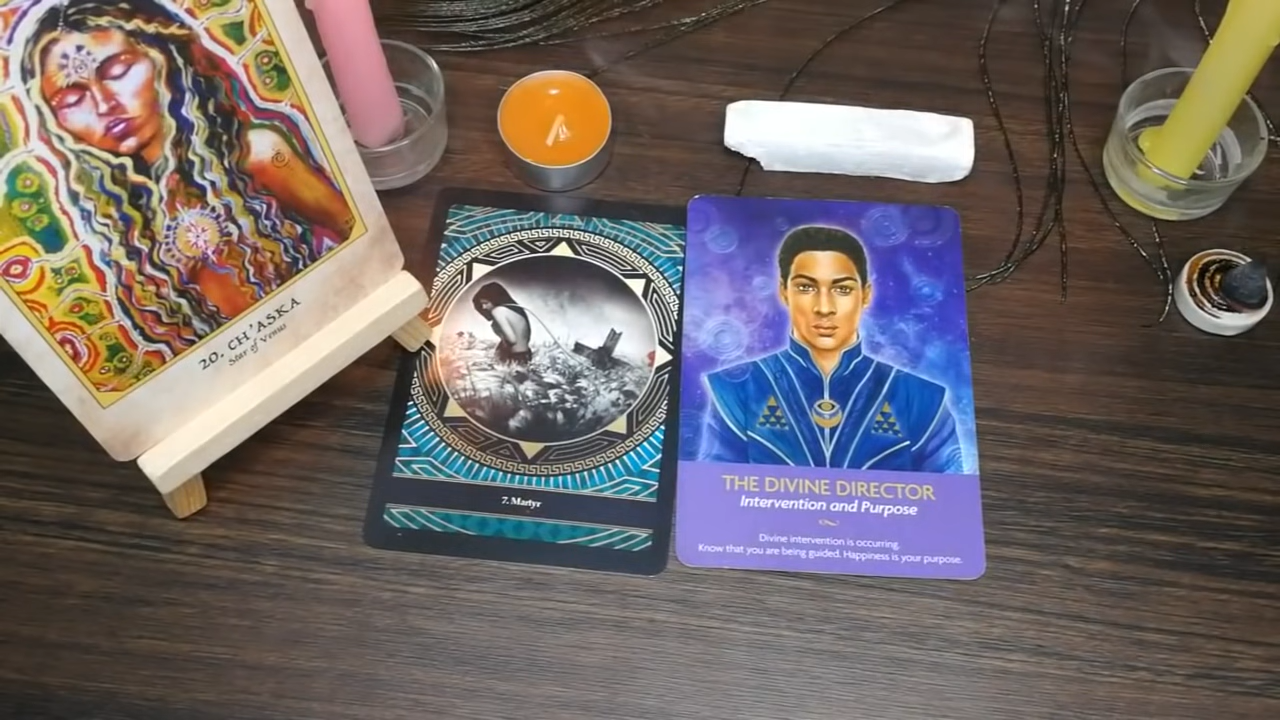 20. CH'ASKA
Star of Venus
7. Martyr
THE DIVINE DIRECTOR
Intervention and Purpose
Divine intervention is occurring.
Know that you are being guided. Happiness is your purpose.